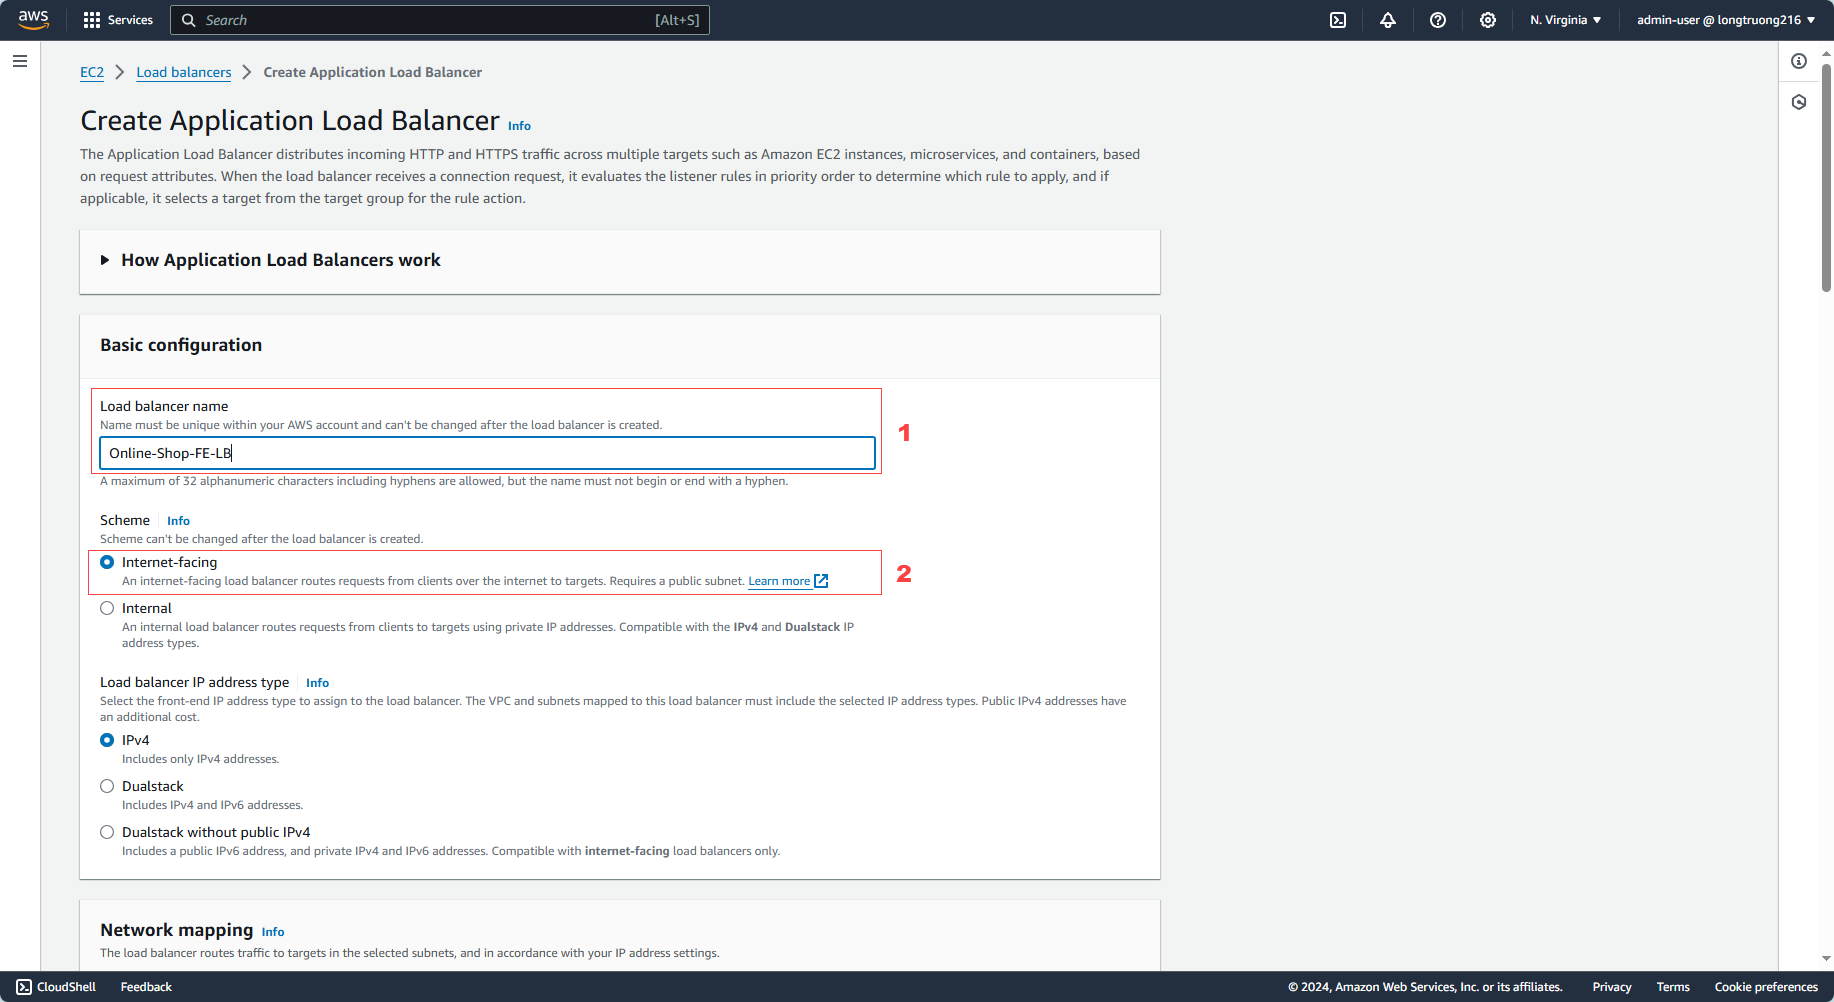 aws
Services
Search
[Alt+S]
N. Virginia
admin-user @ longtruong216
EC2
Load balancers
Create Application Load Balancer
Create Application Load Balancer Info
The Application Load Balancer distributes incoming HTTP and HTTPS traffic across multiple targets such as Amazon EC2 instances, microservices, and containers, based
on request attributes. When the load balancer receives a connection request, it evaluates the listener rules in priority order to determine which rule to apply, and if
applicable, it selects a target from the target group for the rule action.
How Application Load Balancers work
Basic configuration
Load balancer name
Name must be unique within your AWS account and can't be changed after the load balancer is created.
1
Online-Shop-FE-LB
A maximum of 32 alphanumeric characters including hyphens are allowed, but the name must not begin or end with a hyphen.
Scheme Info
Scheme can't be changed after the load balancer is created.
Internet-facing
An internet-facing load balancer routes requests from clients over the internet to targets. Requires a public subnet. Learn more
2
Internal
An internal load balancer routes requests from clients to targets using private IP addresses. Compatible with the IPv4 and Dualstack IP
address types.
Load balancer IP address type Info
Select the front-end IP address type to assign to the load balancer. The VPC and subnets mapped to this load balancer must include the selected IP address types. Public IPv4 addresses have
an additional cost.
IPv4
Includes only IPv4 addresses.
Dualstack
Includes IPv4 and IPv6 addresses.
Dualstack without public IPv4
Includes a public IPv6 address, and private IPv4 and IPv6 addresses. Compatible with internet-facing load balancers only.
Network mapping Info
The load balancer routes traffic to targets in the selected subnets, and in accordance with your IP address settings.
CloudShell
Feedback
© 2024, Amazon Web Services, Inc. or its affiliates.
Privacy
Terms
Cookie preferences